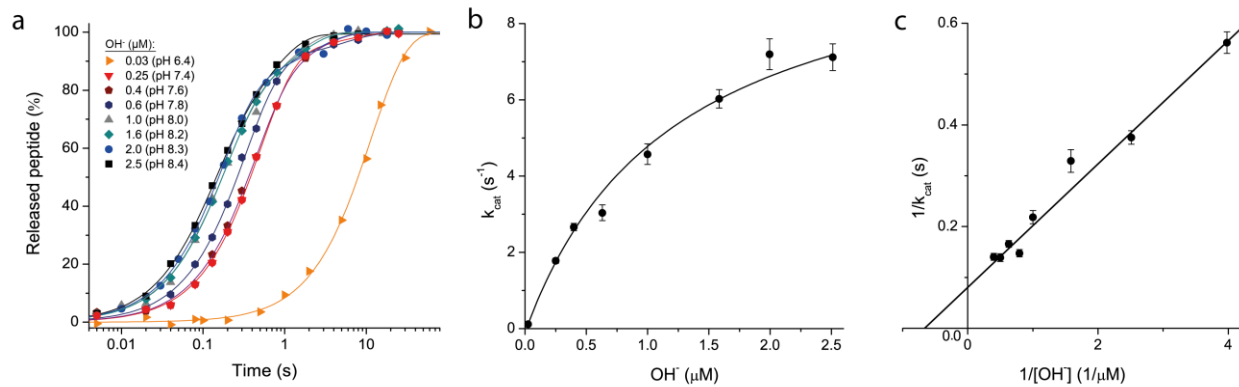 a
100
80
60
40
20
0
Released peptide (%)
OH⁻ (μM):
0.03 (pH 6.4)
0.25 (pH 7.4)
0.4 (pH 7.6)
0.6 (pH 7.8)
1.0 (pH 8.0)
1.6 (pH 8.2)
2.0 (pH 8.3)
2.5 (pH 8.4)
0.01 0.1 1 10
Time (s)
b
8
6
4
2
0
k_cat (s⁻¹)
0.0 0.5 1.0 1.5 2.0 2.5
OH⁻ (μM)
c
0.6
0.4
0.2
0.0
1/k_cat (s)
0 2 4
1/[OH⁻] (1/μM)